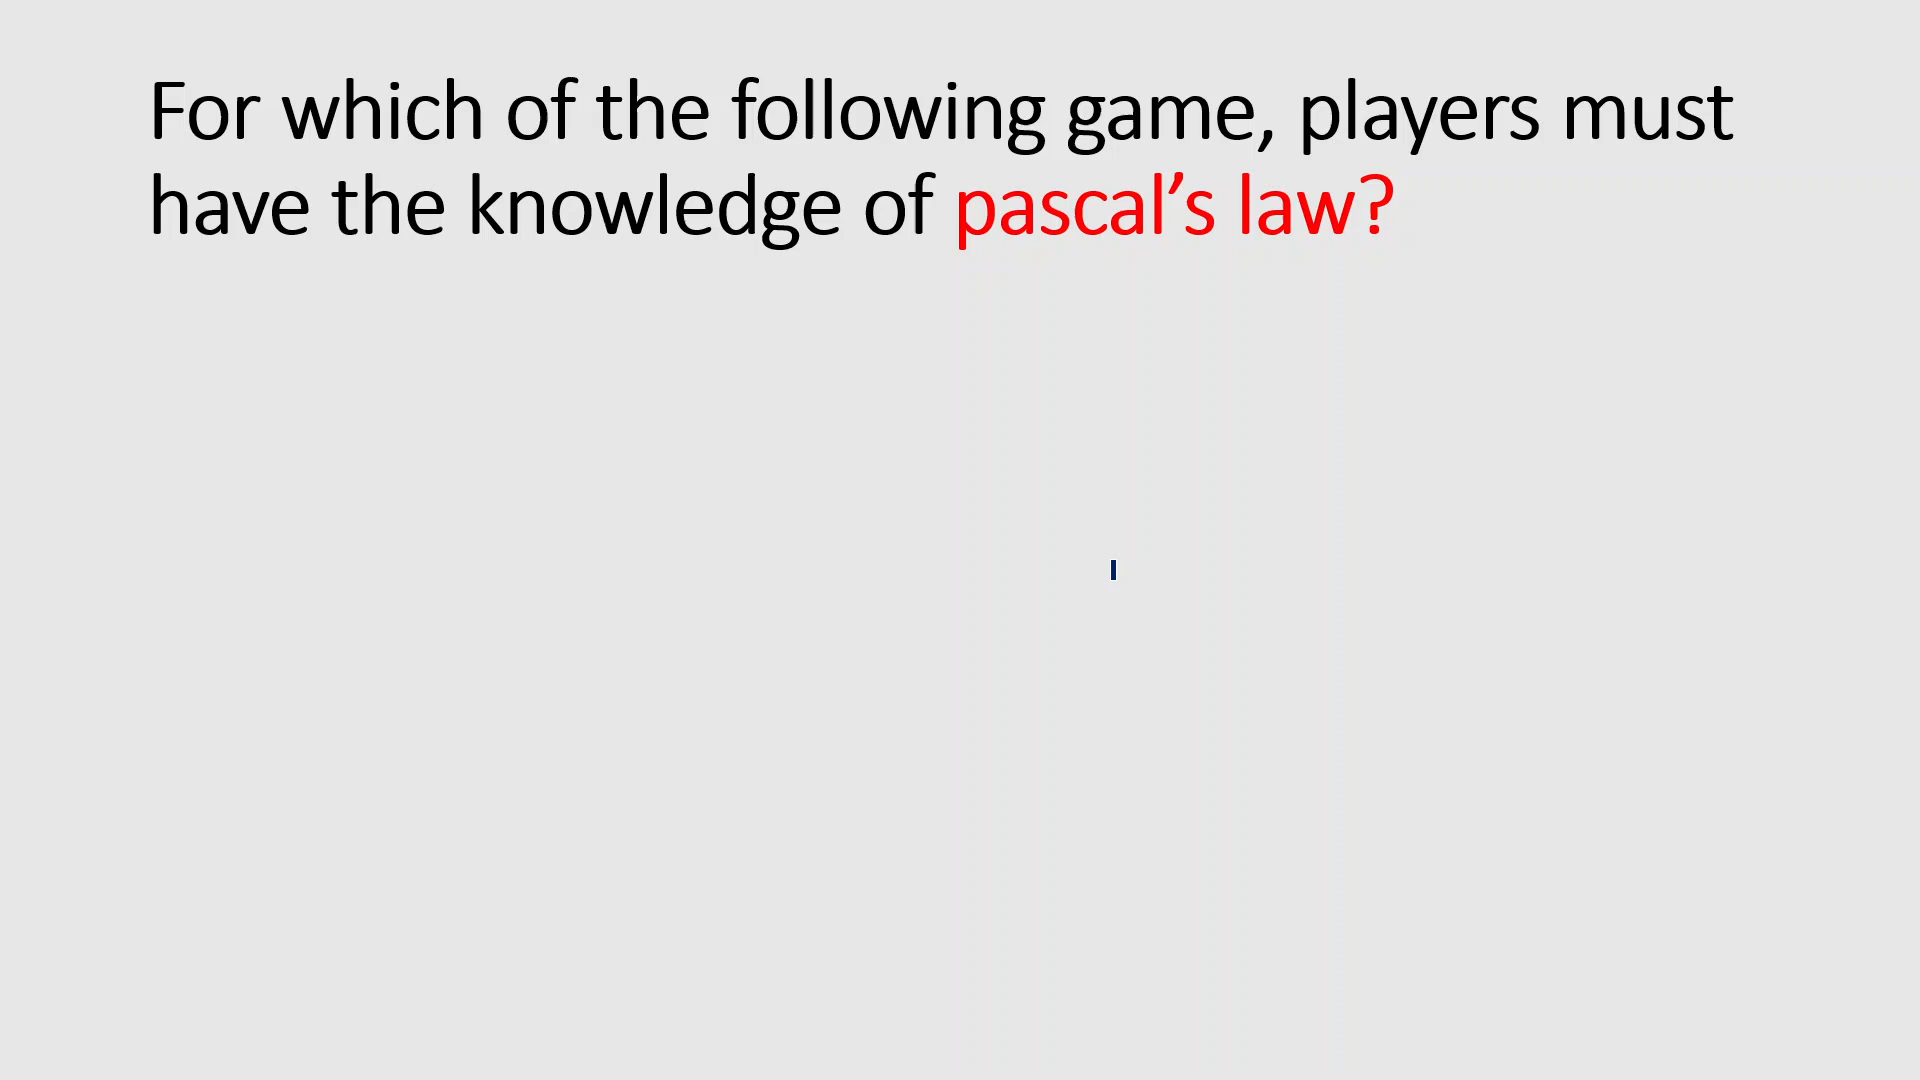 For which of the following game, players must
have the knowledge of pascal’s law?